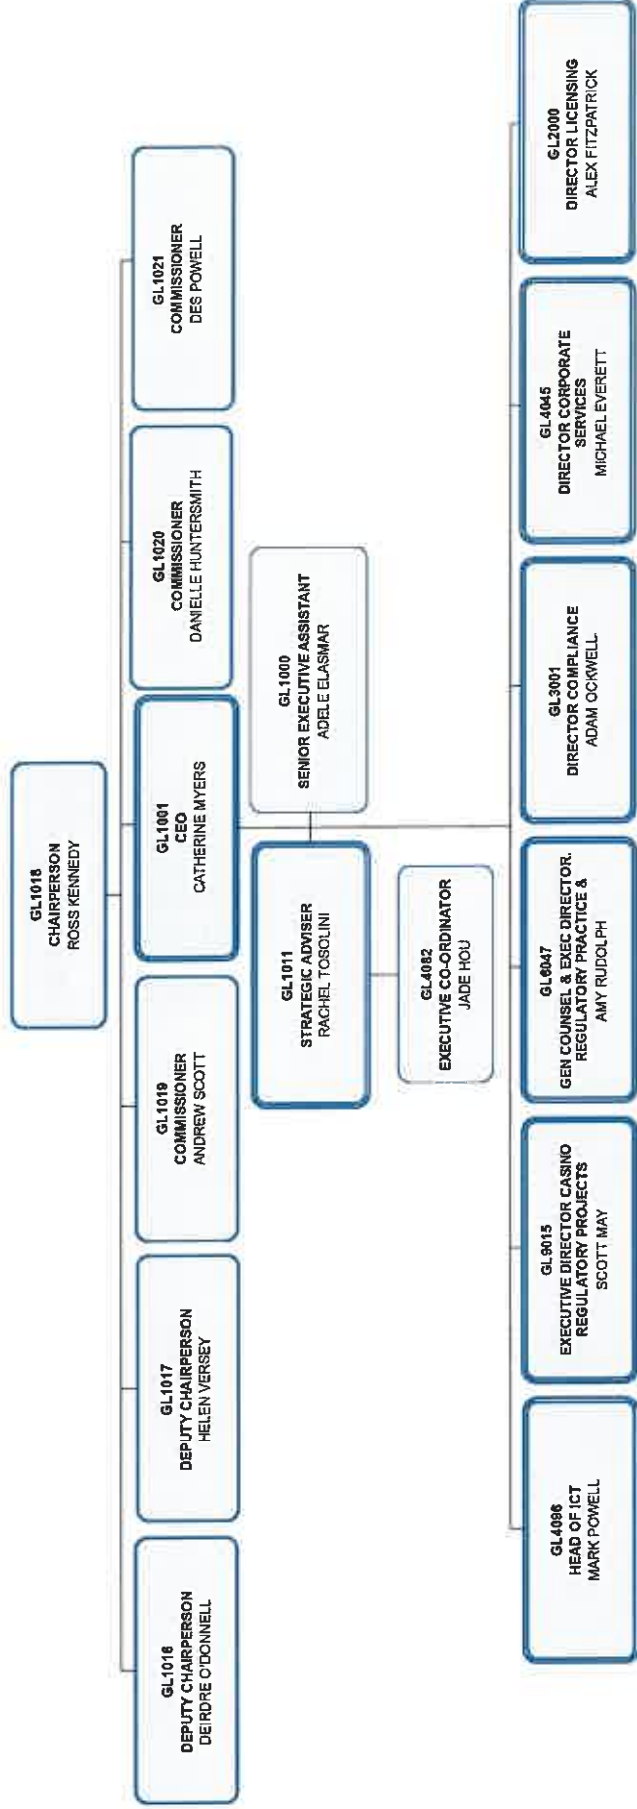 GL1018
CHAIRPERSON
ROSS KENNEDY
GL1016
DEPUTY CHAIRPERSON
DEIRDRE O'DONNELL
GL1017
DEPUTY CHAIRPERSON
HELEN VERSEY
GL1019
COMMISSIONER
ANDREW SCOTT
GL1001
CEO
CATHERINE MYERS
GL1020
COMMISSIONER
DANIELLE HUNTERSMITH
GL1021
COMMISSIONER
DES POWELL
GL1011
STRATEGIC ADVISER
RACHEL TOSOLINI
GL1000
SENIOR EXECUTIVE ASSISTANT
ADELE ELASMAR
GL4082
EXECUTIVE CO-ORDINATOR
JADE HOU
GL4096
HEAD OF ICT
MARK POWELL
GL9015
EXECUTIVE DIRECTOR CASINO
REGULATORY PROJECTS
SCOTT MAY
GL6047
GEN COUNSEL & EXEC DIRECTOR.
REGULATORY PRACTICE &
AMY RUDOLPH
GL3001
DIRECTOR COMPLIANCE
ADAM OCKWELL
GL4045
DIRECTOR CORPORATE
SERVICES
MICHAEL EVERETT
GL2000
DIRECTOR LICENSING
ALEX FITZPATRICK